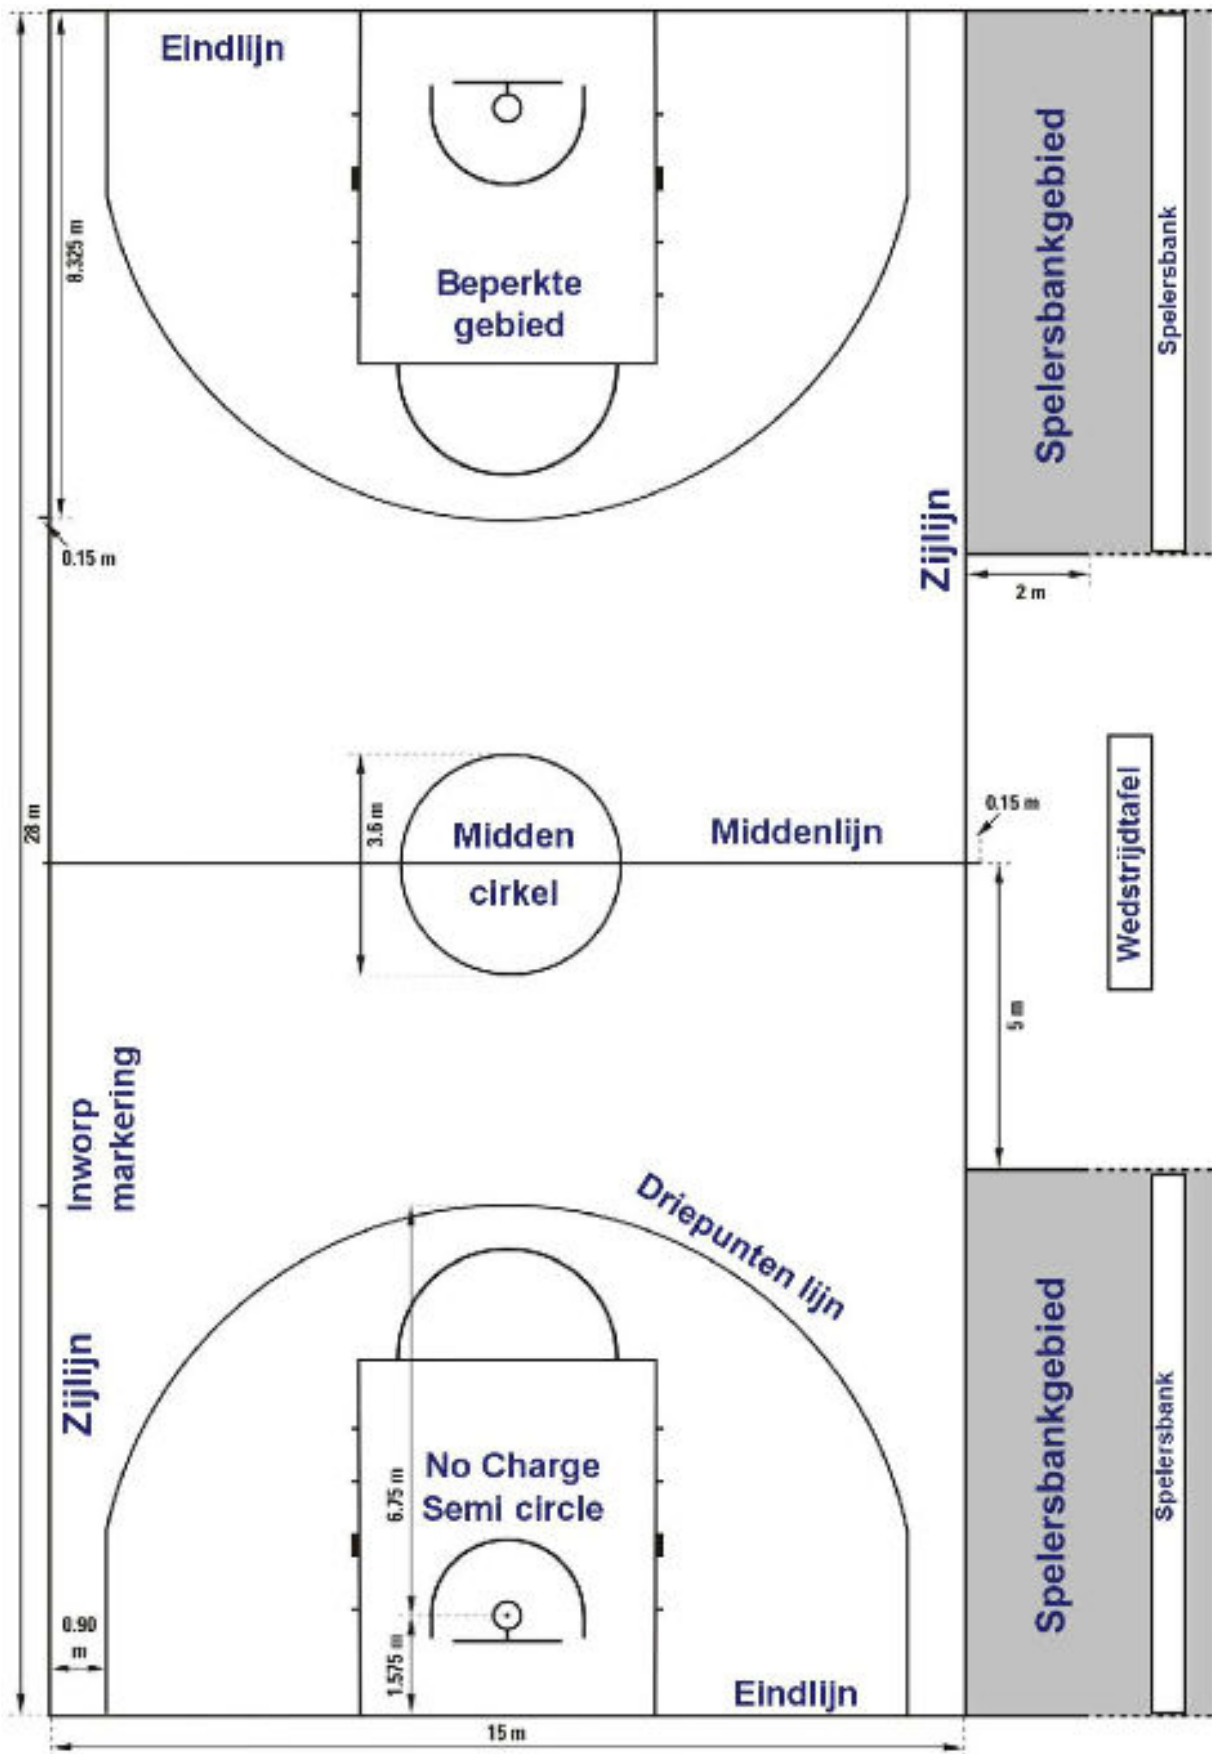 Eindlijn
8.325 m
Beperkte
gebied
Spelersbankgebied
Spelersbank
0.15 m
Zijlijn
2 m
28 m
3.6 m
Midden
cirkel
Middenlijn
0.15 m
Wedstrijdtafel
5 m
Inworp
markering
Driepunten lijn
Zijlijn
No Charge
Semi circle
6.75 m
Spelersbankgebied
Spelersbank
0.90
m
1.575 m
Eindlijn
15 m